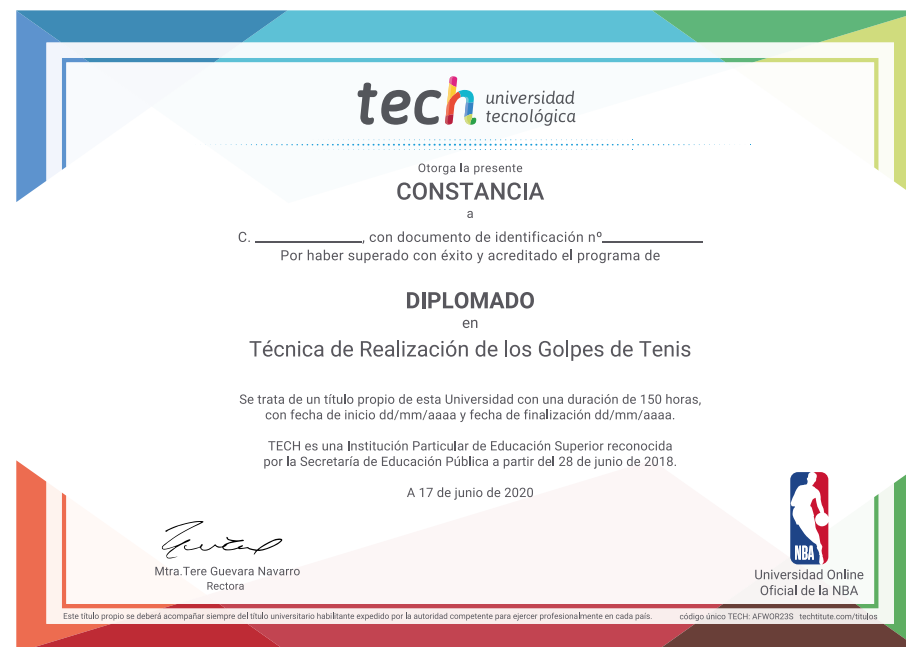 tech universidad
tecnológica
Otorga la presente
CONSTANCIA
a
C. ____________, con documento de identificación nº____________
Por haber superado con éxito y acreditado el programa de
DIPLOMADO
en
Técnica de Realización de los Golpes de Tenis
Se trata de un título propio de esta Universidad con una duración de 150 horas,
con fecha de inicio dd/mm/aaaa y fecha de finalización dd/mm/aaaa.
TECH es una Institución Particular de Educación Superior reconocida
por la Secretaría de Educación Pública a partir del 28 de junio de 2018.
A 17 de junio de 2020
Mtra.Tere Guevara Navarro
Rectora
NBA
Universidad Online
Oficial de la NBA
Este título propio se deberá acompañar siempre del título universitario habilitante expedido por la autoridad competente para ejercer profesionalmente en cada país. código único TECH: AFWOR23S techtitute.com/titulos